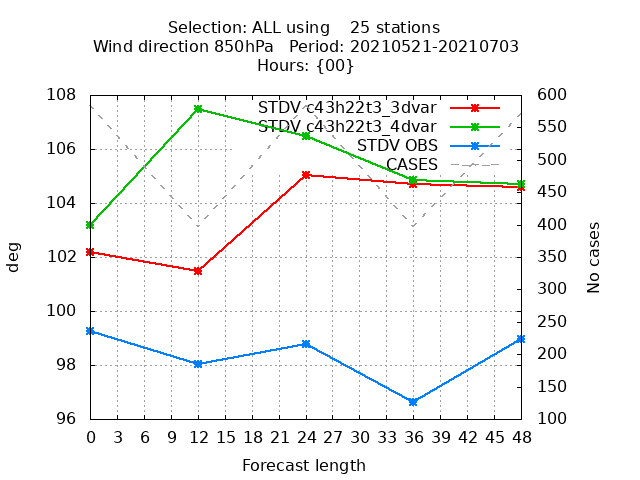 Selection: ALL using    25 stations
Wind direction 850hPa   Period: 20210521-20210703
Hours: {00}
108
106
104
102
100
98
96
deg
STDV c43h22t3_3dvar
STDV c43h22t3_4dvar
STDV OBS
CASES
600
550
500
450
400
350
300
250
200
150
100
No cases
0 3 6 9 12 15 18 21 24 27 30 33 36 39 42 45 48
Forecast length